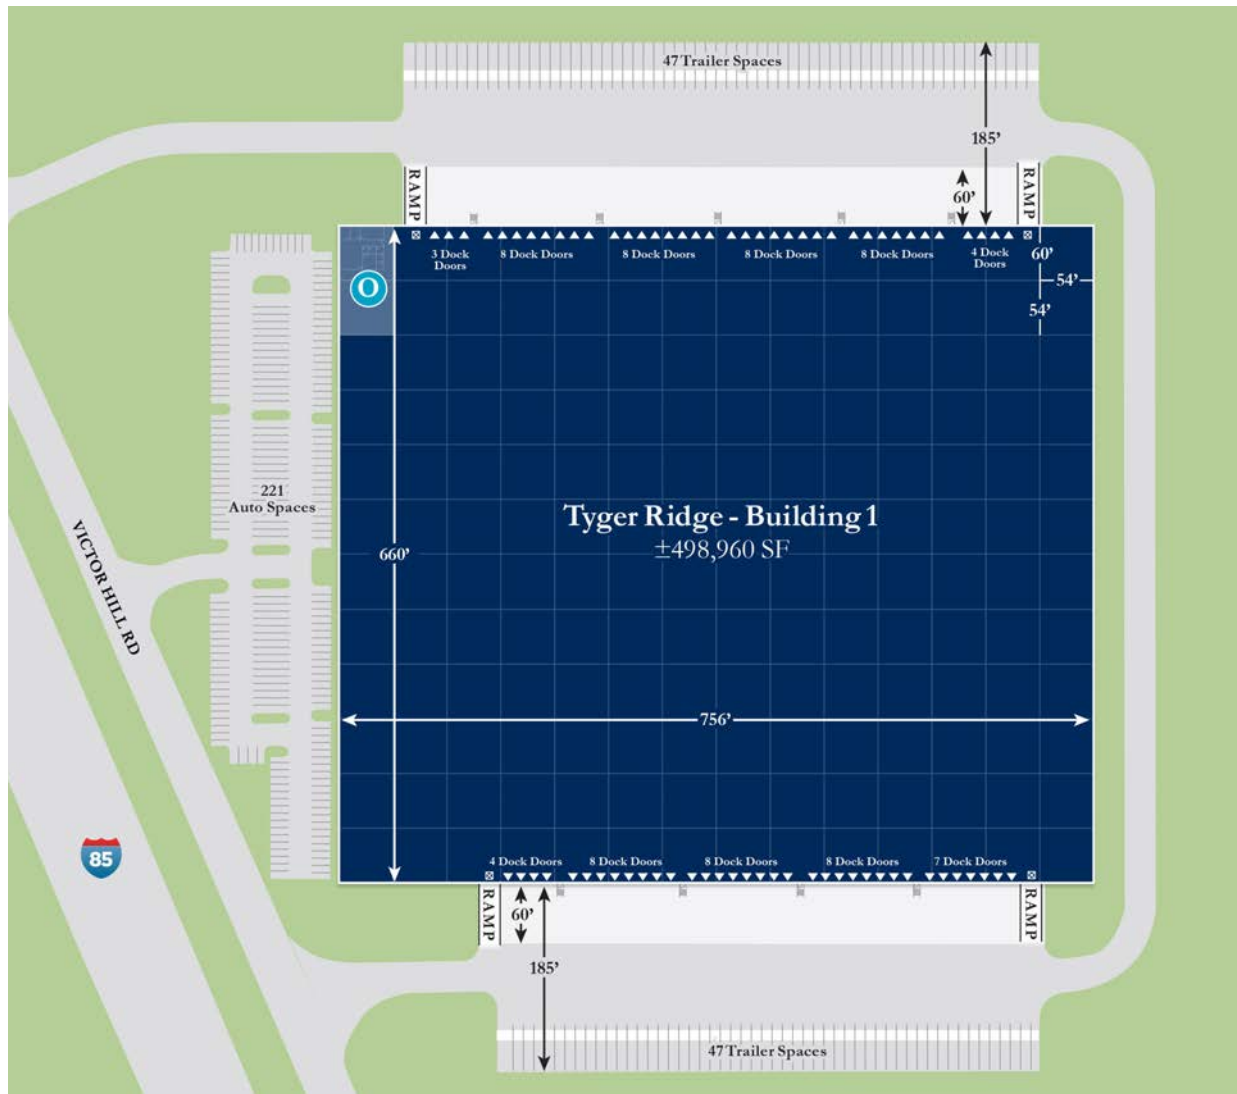 47 Trailer Spaces
185’
RAMP
60’
RAMP
3 Dock
Doors
8 Dock Doors
8 Dock Doors
8 Dock Doors
8 Dock Doors
4 Dock
Doors
60’
54’
54’
O
221
Auto Spaces
Tyger Ridge - Building 1
±498,960 SF
660’
VICTOR HILL RD
756’
85
4 Dock Doors
8 Dock Doors
8 Dock Doors
8 Dock Doors
7 Dock Doors
RAMP
60’
RAMP
185’
47 Trailer Spaces